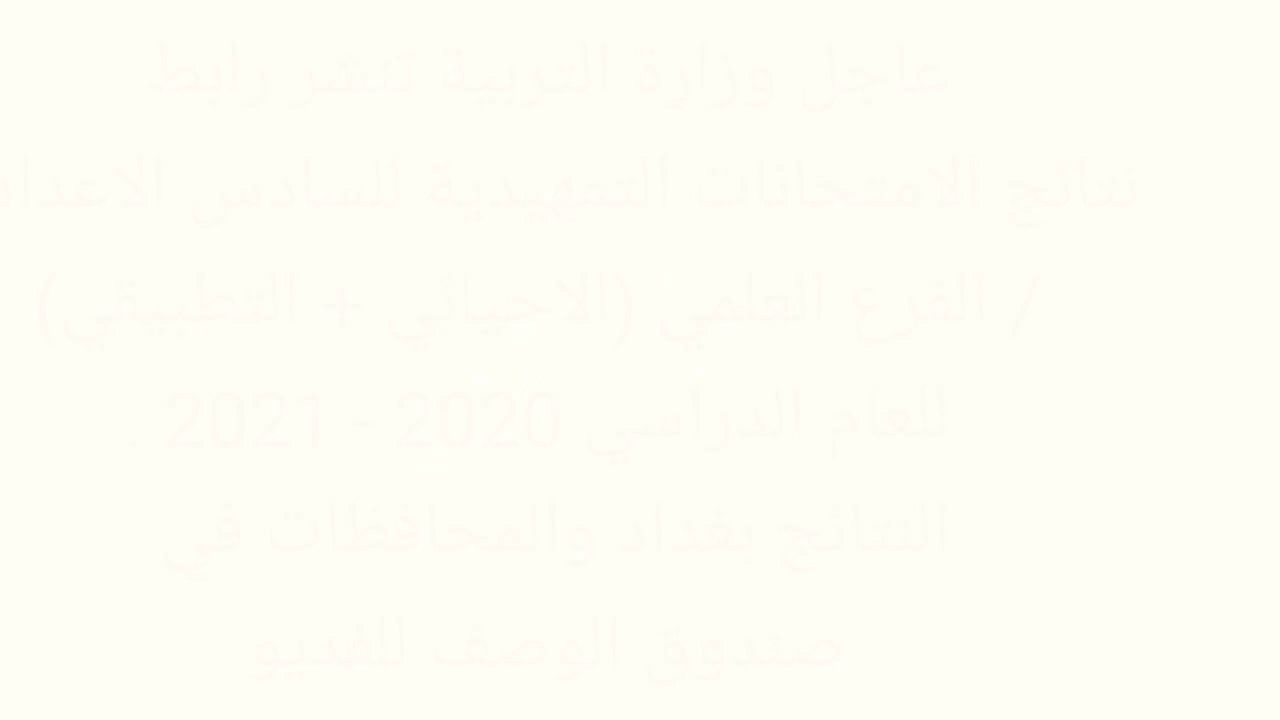 عاجل وزارة التربية تنشر رابط
نتائج الامتحانات التمهيدية للسادس الاعداد
/ الفرع العلمي (الاحيائي + التطبيقي)
للعام الدراسي 2020 - 2021 .
النتائج بغداد والمحافظات في
صندوق الوصف للفديو